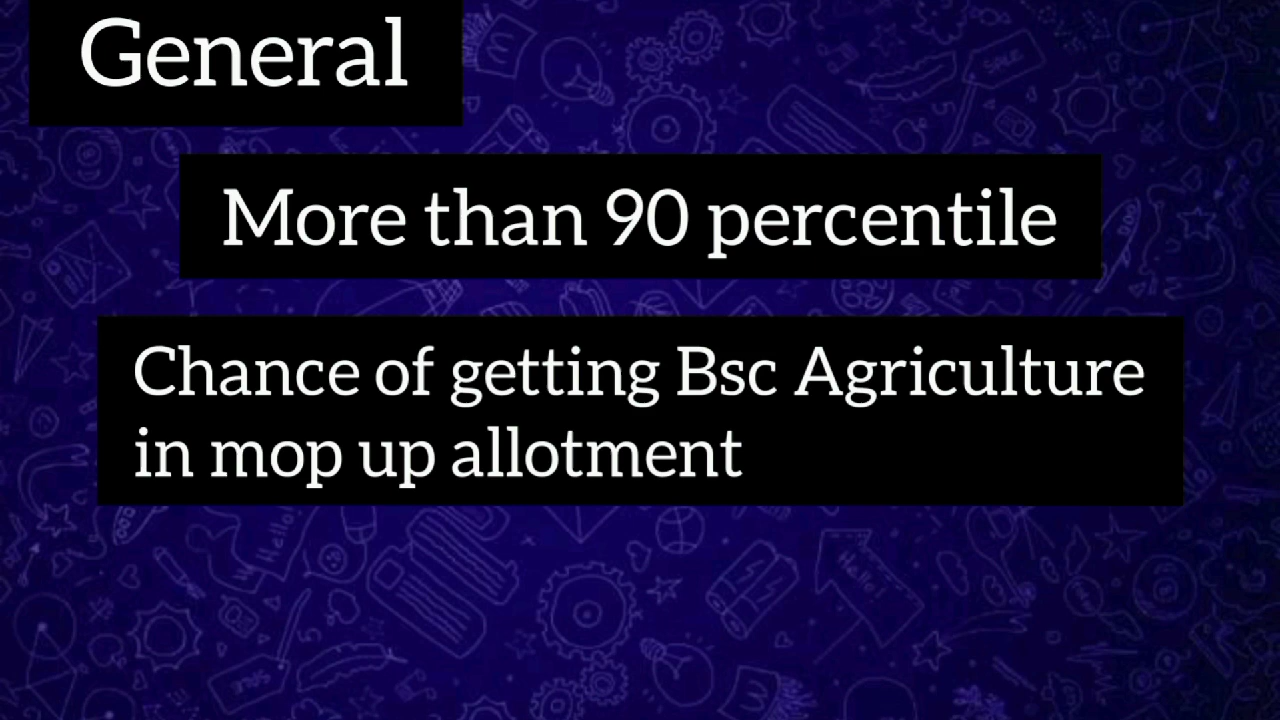 General
More than 90 percentile
Chance of getting Bsc Agriculture
in mop up allotment